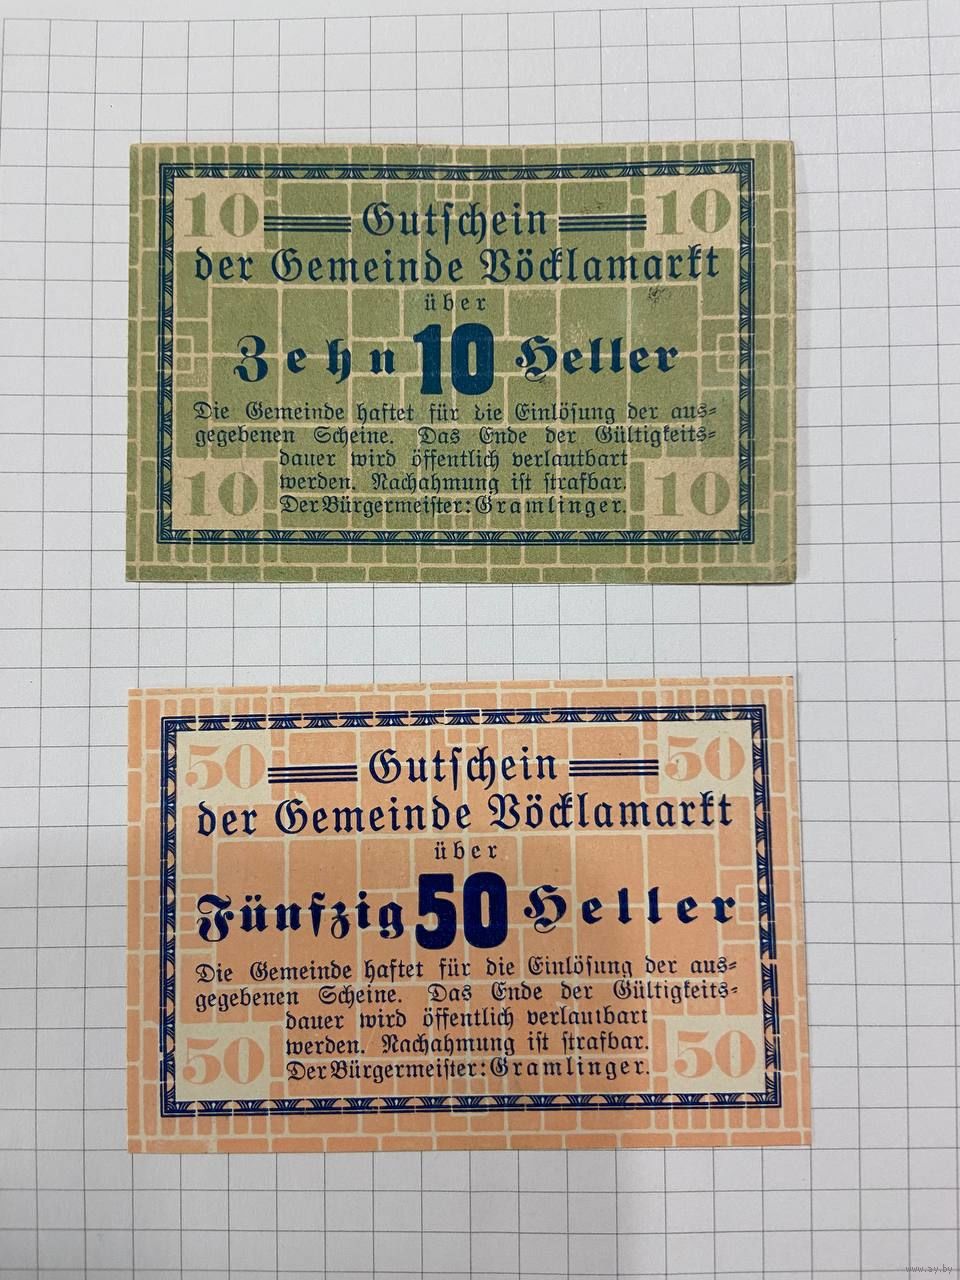 10 Gutschein 10
der Gemeinde Vöcklamarkt
über
Zehn 10 Heller
Die Gemeinde haftet für die Einlösung der aus=
gegebenen Scheine. Das Ende der Gültigkeits=
dauer wird öffentlich verlautbart
werden. Nachahmung ist strafbar.
10 Der Bürgermeister: Gramlinger. 10
50 Gutschein 50
der Gemeinde Vöcklamarkt
über
Fünfzig 50 Heller
Die Gemeinde haftet für die Einlösung der aus=
gegebenen Scheine. Das Ende der Gültigkeits=
dauer wird öffentlich verlautbart
werden. Nachahmung ist strafbar.
50 Der Bürgermeister: Gramlinger. 50
www.ay.by